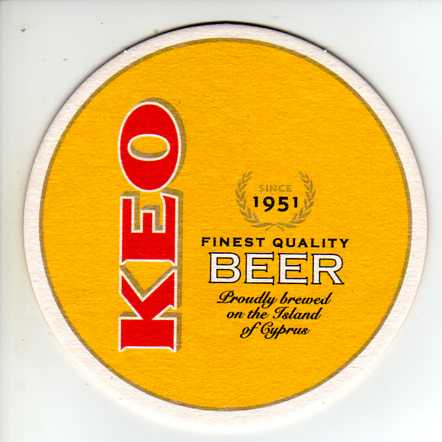 KEO
SINCE
1951
FINEST QUALITY
BEER
Proudly brewed
on the Island
of Cyprus